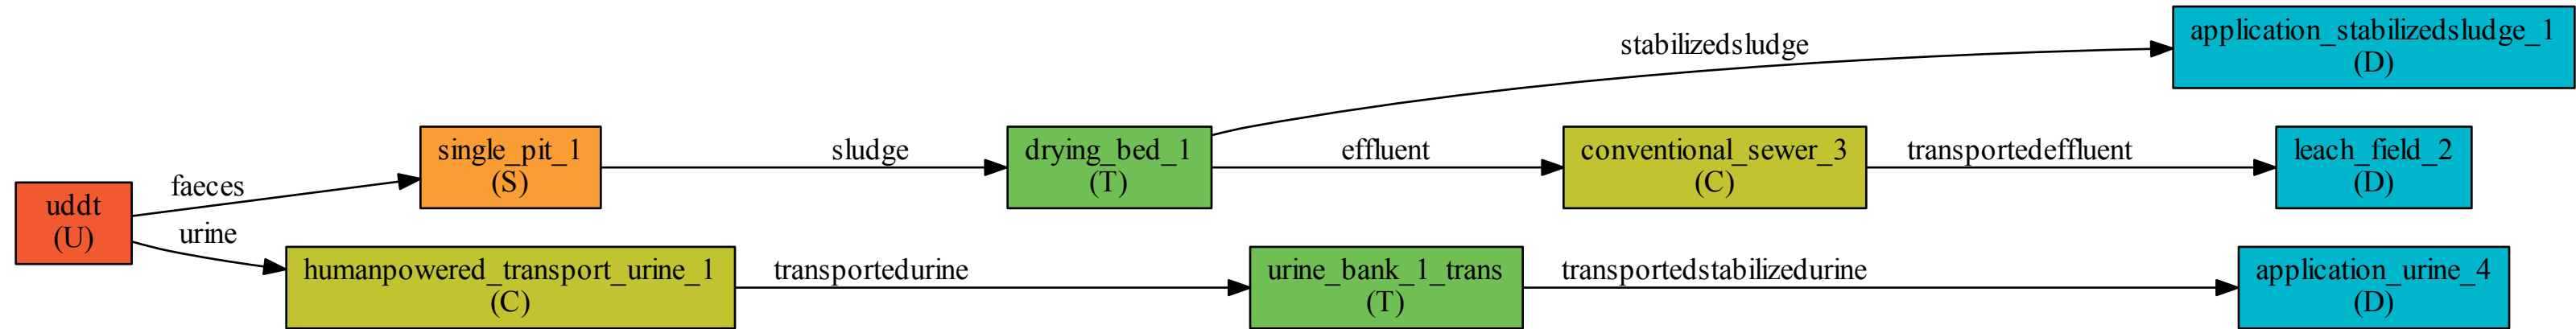 stabilizedsludge
application_stabilizedsludge_1
(D)
uddt
(U)
faeces
urine
single_pit_1
(S)
sludge
drying_bed_1
(T)
effluent
conventional_sewer_3
(C)
transportedeffluent
leach_field_2
(D)
humanpowered_transport_urine_1
(C)
transportedurine
urine_bank_1_trans
(T)
transportedstabilizedurine
application_urine_4
(D)